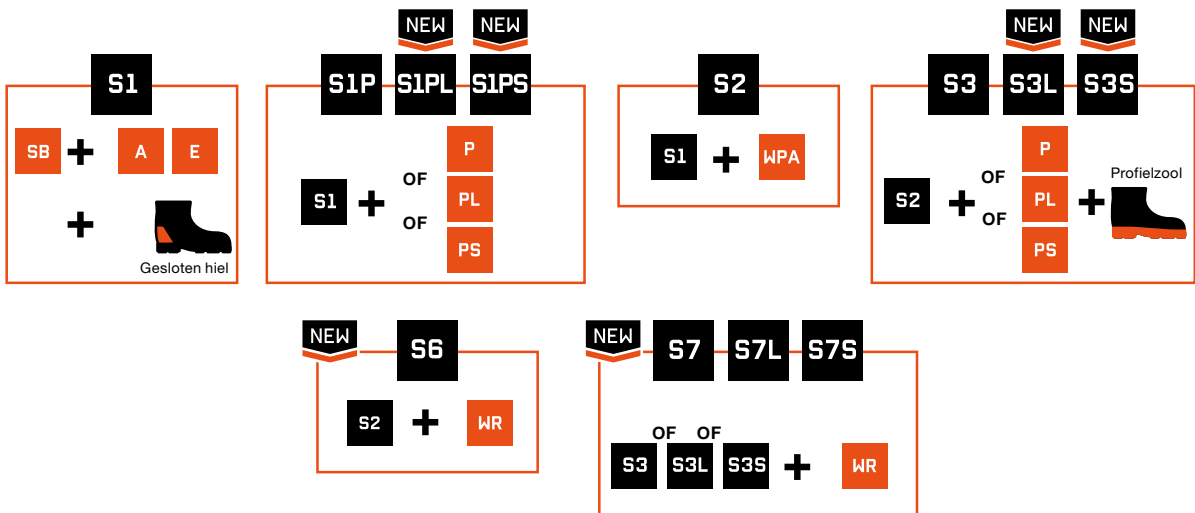 NEW NEW
S1
SB A E
Gesloten hiel
S1P S1PL S1PS
S1
OF
OF
P
PL
PS
S2
S1 WPA
NEW NEW
S3 S3L S3S
S2
OF
OF
P
PL
PS
Profielzool
NEW
S6
S2 WR
NEW
S7 S7L S7S
OF OF
S3 S3L S3S WR